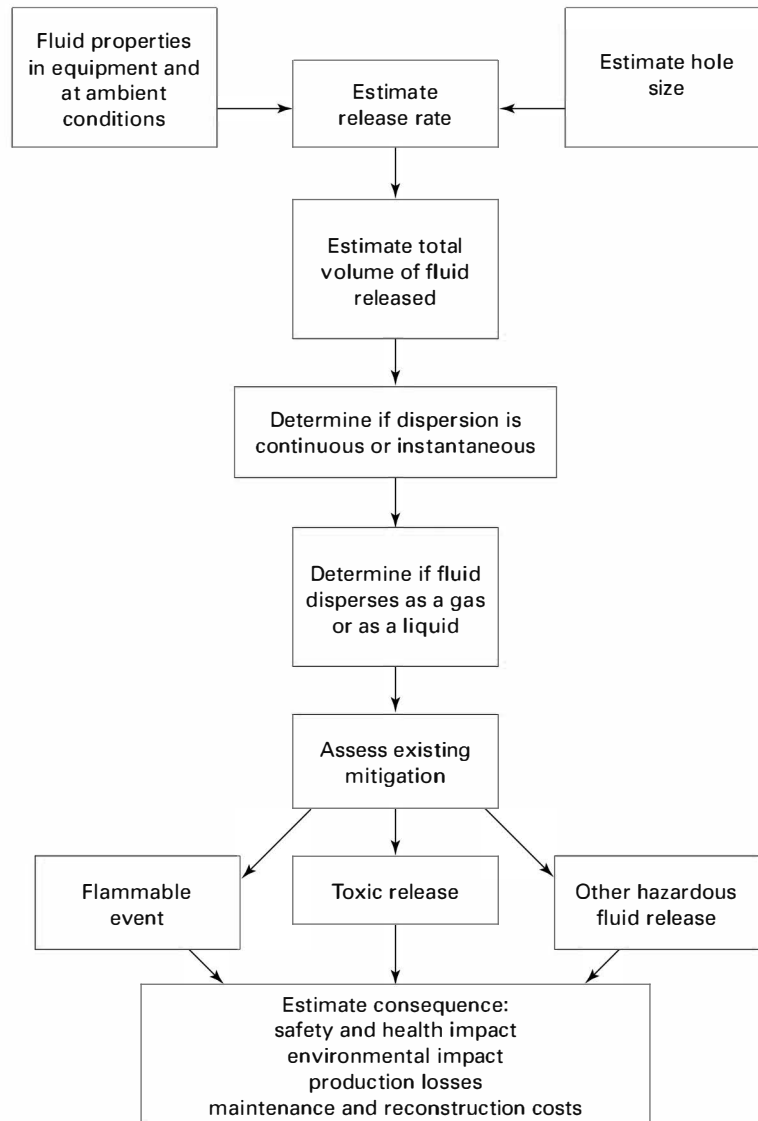 Fluid properties
in equipment and
at ambient
conditions
Estimate
release rate
Estimate hole
size
Estimate total
volume of fluid
released
Determine if dispersion is
continuous or instantaneous
Determine if fluid
disperses as a gas
or as a liquid
Assess existing
mitigation
Flammable
event
Toxic release
Other hazardous
fluid release
Estimate consequence:
safety and health impact
environmental impact
production losses
maintenance and reconstruction costs